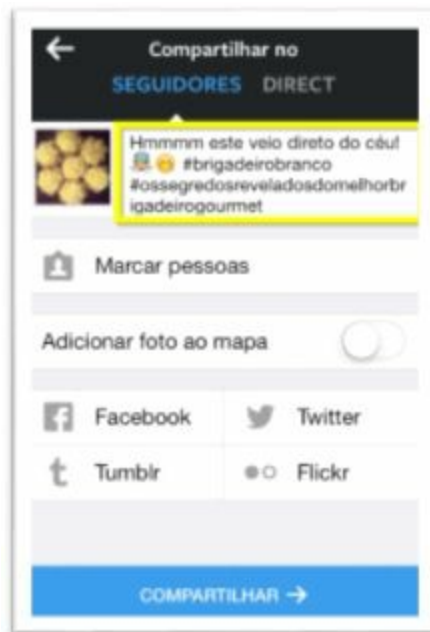 Compartilhar no
SEGUIDORES DIRECT
Hmmmm este veio direto do céu!
#brigadeirobranco
#ossegredosreveladosdomelhorbr
igadeirogourmet
Marcar pessoas
Adicionar foto ao mapa
Facebook Twitter
Tumblr Flickr
COMPARTILHAR →